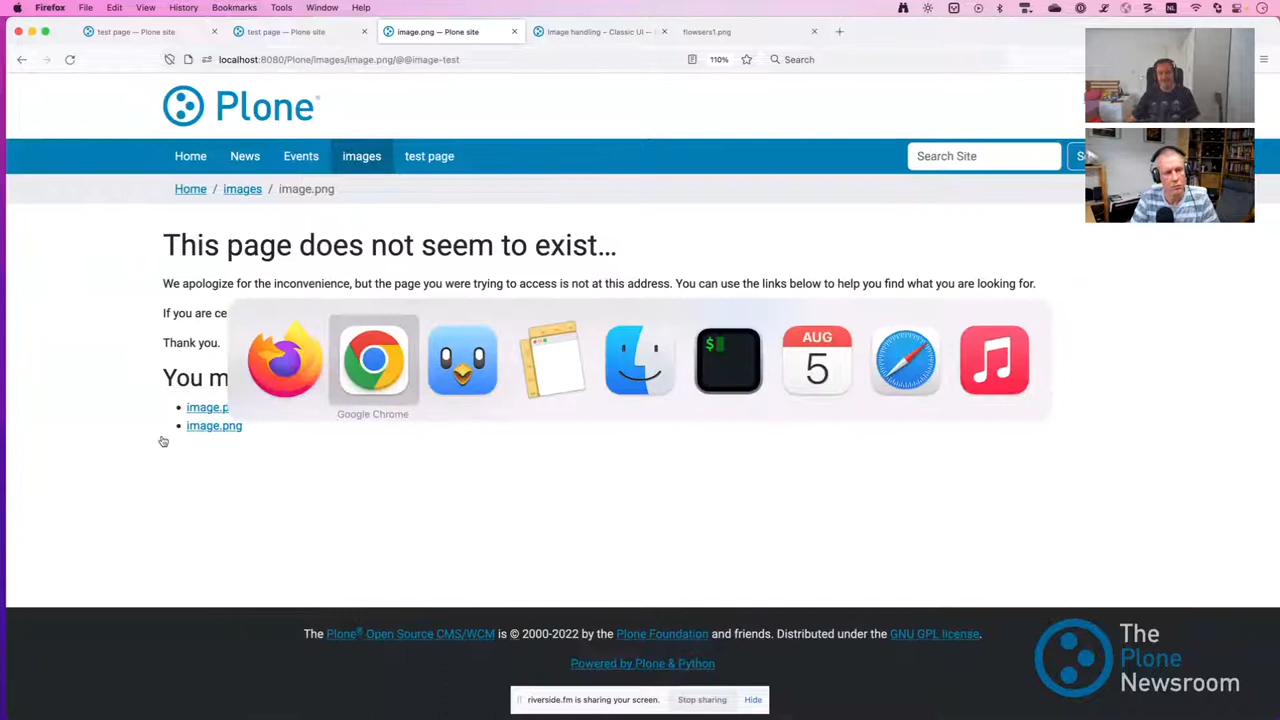 Firefox File Edit View History Bookmarks Tools Window Help
test page — Plone site
test page — Plone site
image.png — Plone site
Image handling – Classic UI —
flowsers1.png
localhost:8080/Plone/images/image.png/@@image-test
110%
Search
Plone
Home News Events images test page
Search Site
Home / images / image.png
This page does not seem to exist…
We apologize for the inconvenience, but the page you were trying to access is not at this address. You can use the links below to help you find what you are looking for.
If you are ce
Thank you.
You m
image.p
image.png
$
AUG
5
Google Chrome
The Plone® Open Source CMS/WCM is © 2000-2022 by the Plone Foundation and friends. Distributed under the GNU GPL license.
Powered by Plone & Python
The
Plone
Newsroom
riverside.fm is sharing your screen. Stop sharing Hide